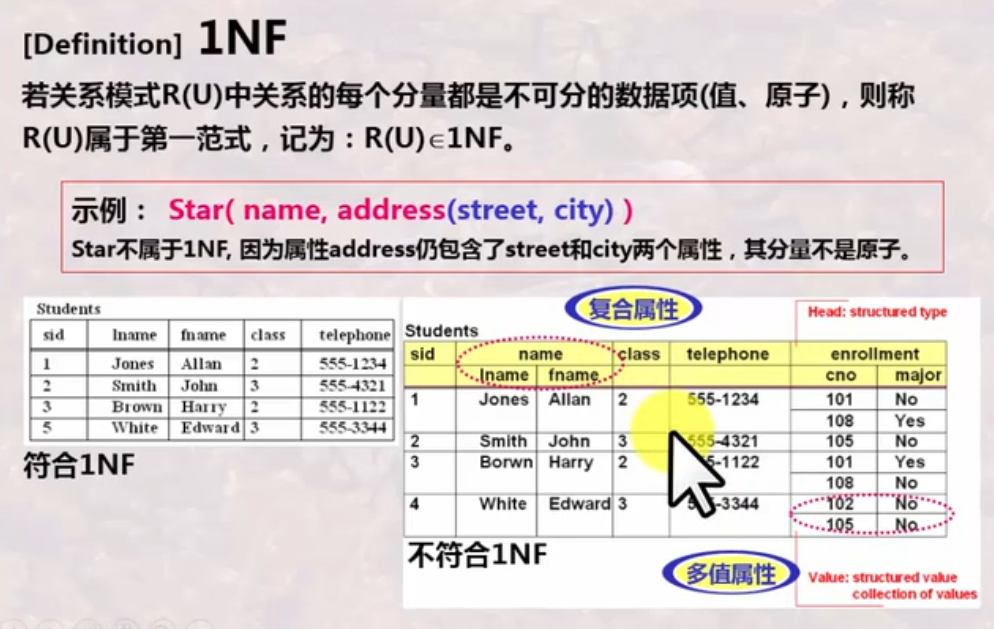 [Definition] 1NF
若关系模式R(U)中关系的每个分量都是不可分的数据项(值、原子)，则称
R(U)属于第一范式，记为：R(U)∈1NF。
示例： Star( name, address(street, city) )
Star不属于1NF, 因为属性address仍包含了street和city两个属性，其分量不是原子。
Students
sid lname fname class telephone
1 Jones Allan 2 555-1234
2 Smith John 3 555-4321
3 Brown Harry 2 555-1122
5 White Edward 3 555-3344
符合1NF
复合属性
Head: structured type
Students
sid name class telephone enrollment
lname fname cno major
1 Jones Allan 2 555-1234 101 No
108 Yes
2 Smith John 3 555-4321 105 No
3 Borwn Harry 2 5-1122 101 Yes
108 No
4 White Edward 3 -3344 102 No
105 No
不符合1NF
多值属性
Value: structured value
collection of values